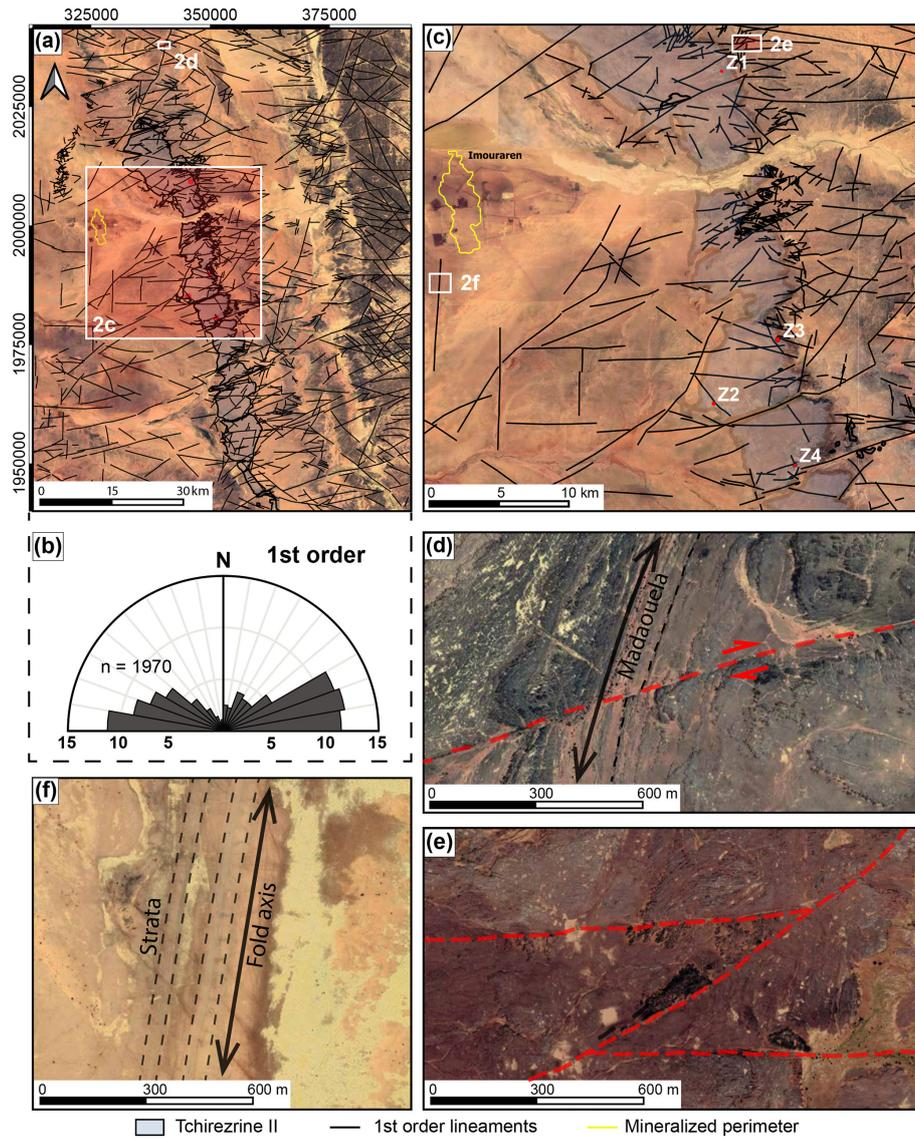 325000 350000 375000
(a)
2d
2025000
2000000
1975000
1950000
2c
0 15 30 km
(c)
2e
Z1
Imouraren
2f
Z3
Z2
Z4
0 5 10 km
(b)
1st order
N
n = 1970
15 10 5 5 10 15
(d)
Madaouela
0 300 600 m
(f)
Strata
Fold axis
0 300 600 m
(e)
0 300 600 m
Tchirezrine II 1st order lineaments Mineralized perimeter